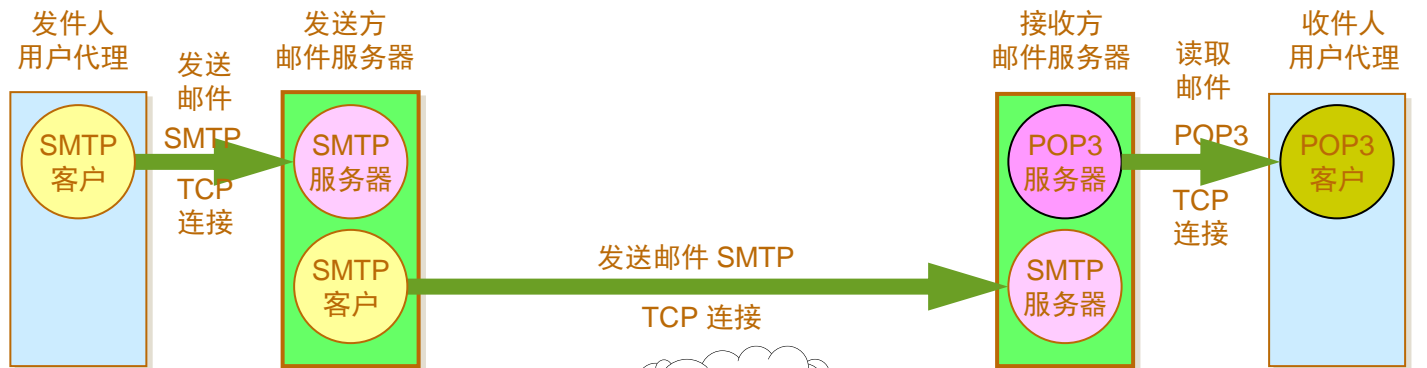 发件人
用户代理
发送方
邮件服务器
接收方
邮件服务器
收件人
用户代理
发送
邮件
读取
邮件
SMTP
客户
SMTP
SMTP
服务器
POP3
服务器
POP3
POP3
客户
TCP
连接
TCP
连接
SMTP
客户
发送邮件 SMTP
TCP 连接
SMTP
服务器